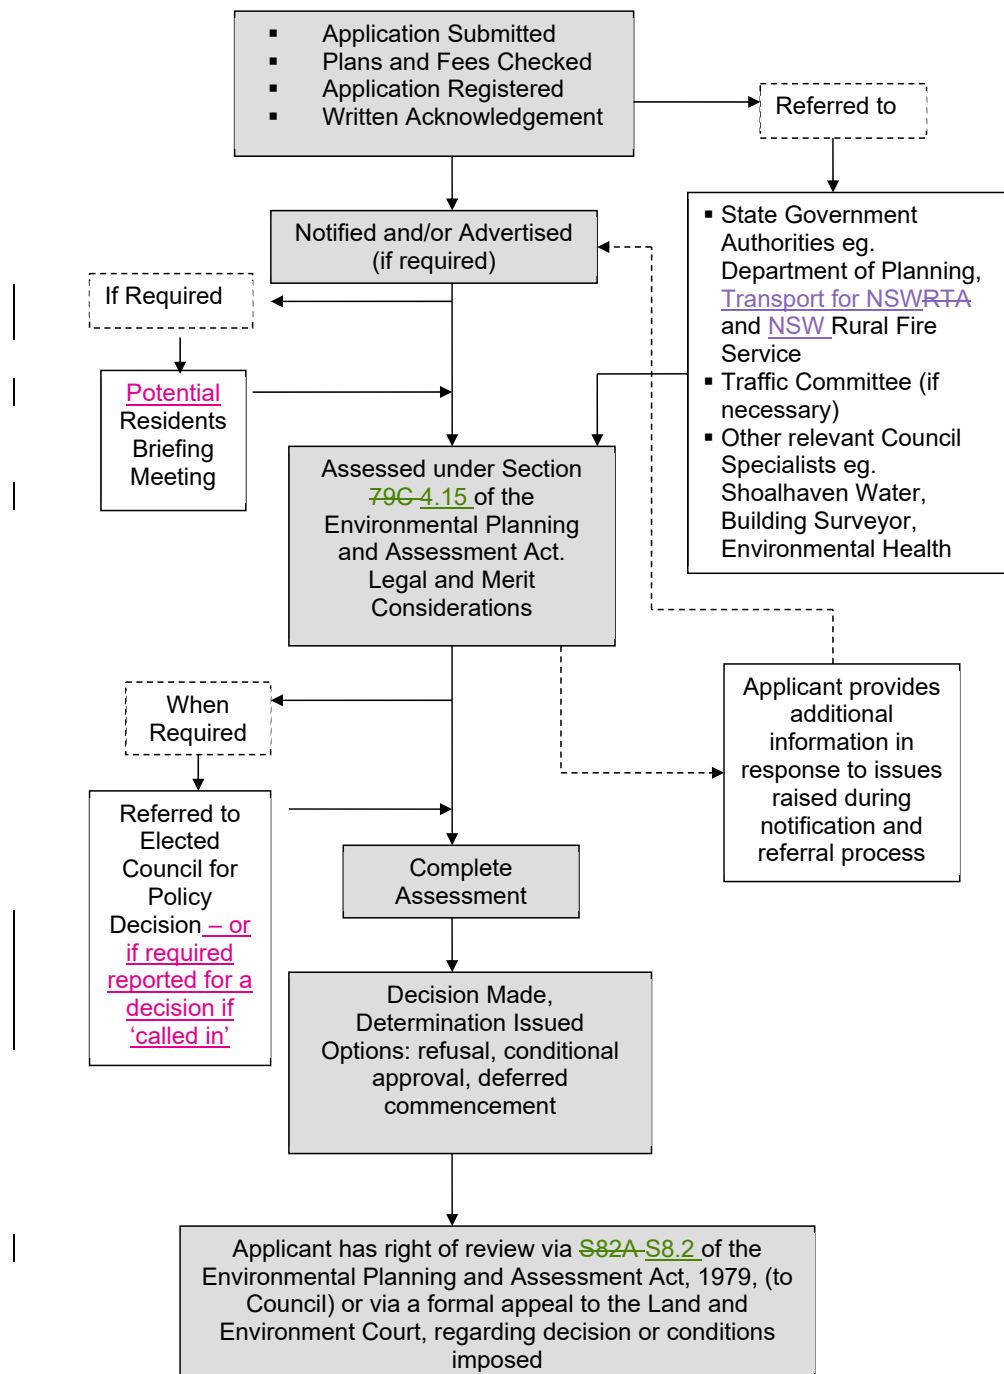 ▪ Application Submitted
▪ Plans and Fees Checked
▪ Application Registered
▪ Written Acknowledgement
Referred to
Notified and/or Advertised
(if required)
▪ State Government
Authorities eg.
Department of Planning,
Transport for NSWRTA
and NSW Rural Fire
Service
▪ Traffic Committee (if
necessary)
▪ Other relevant Council
Specialists eg.
Shoalhaven Water,
Building Surveyor,
Environmental Health
If Required
Potential
Residents
Briefing
Meeting
Assessed under Section
79C 4.15 of the
Environmental Planning
and Assessment Act.
Legal and Merit
Considerations
When
Required
Applicant provides
additional
information in
response to issues
raised during
notification and
referral process
Referred to
Elected
Council for
Policy
Decision – or
if required
reported for a
decision if
‘called in’
Complete
Assessment
Decision Made,
Determination Issued
Options: refusal, conditional
approval, deferred
commencement
Applicant has right of review via S82A S8.2 of the
Environmental Planning and Assessment Act, 1979, (to
Council) or via a formal appeal to the Land and
Environment Court, regarding decision or conditions
imposed